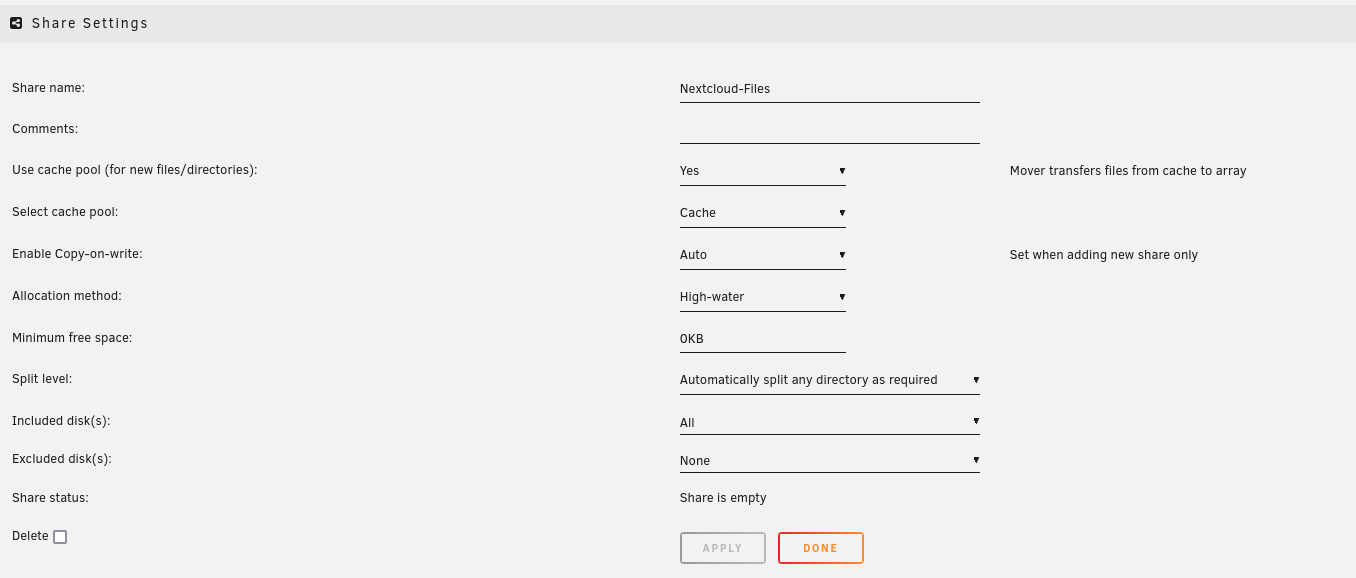 Share Settings
Share name: Nextcloud-Files
Comments:
Use cache pool (for new files/directories): Yes Mover transfers files from cache to array
Select cache pool: Cache
Enable Copy-on-write: Auto Set when adding new share only
Allocation method: High-water
Minimum free space: 0KB
Split level: Automatically split any directory as required
Included disk(s): All
Excluded disk(s): None
Share status: Share is empty
Delete APPLY DONE